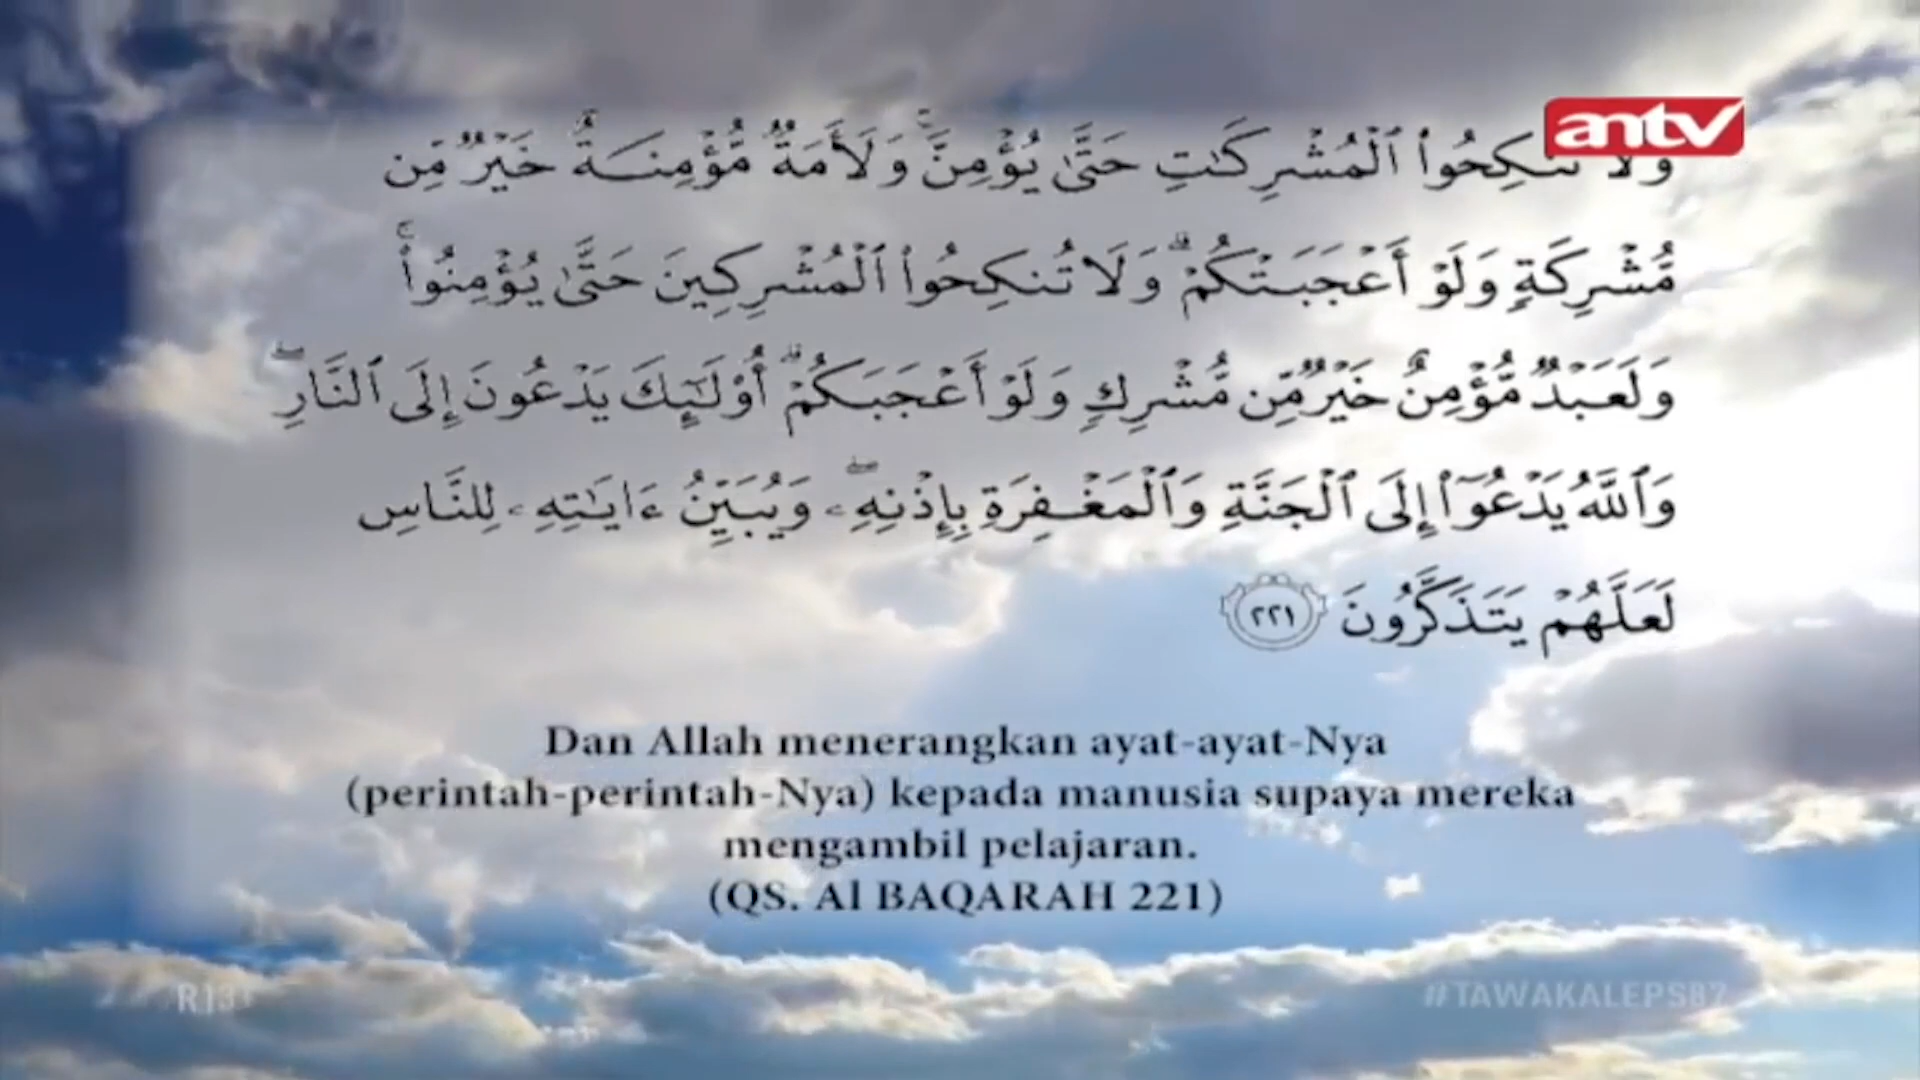 antv
وَلَا تَنكِحُوا۟ ٱلْمُشْرِكَـٰتِ حَتَّىٰ يُؤْمِنَّ ۚ وَلَأَمَةٌ مُّؤْمِنَةٌ خَيْرٌ مِّن
مُّشْرِكَةٍ وَلَوْ أَعْجَبَتْكُمْ ۗ وَلَا تُنكِحُوا۟ ٱلْمُشْرِكِينَ حَتَّىٰ يُؤْمِنُوا۟ ۚ
وَلَعَبْدٌ مُّؤْمِنٌ خَيْرٌ مِّن مُّشْرِكٍ وَلَوْ أَعْجَبَكُمْ ۗ أُو۟لَـٰٓئِكَ يَدْعُونَ إِلَى ٱلنَّارِ ۖ
وَٱللَّهُ يَدْعُوٓا۟ إِلَى ٱلْجَنَّةِ وَٱلْمَغْفِرَةِ بِإِذْنِهِۦ ۖ وَيُبَيِّنُ ءَايَـٰتِهِۦ لِلنَّاسِ
لَعَلَّهُمْ يَتَذَكَّرُونَ ٢٢١
Dan Allah menerangkan ayat-ayat-Nya
(perintah-perintah-Nya) kepada manusia supaya mereka
mengambil pelajaran.
(QS. Al BAQARAH 221)
#TAWAKALEPS87